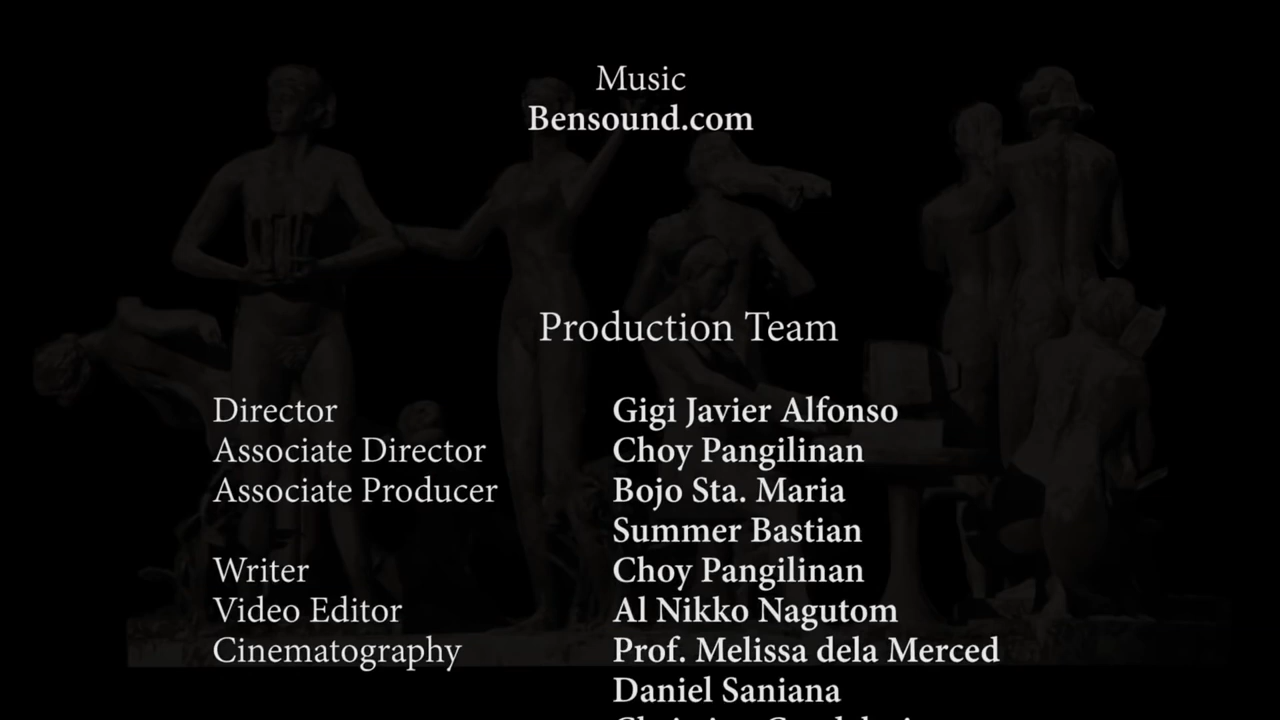 Music
Bensound.com
Production Team
Director Gigi Javier Alfonso
Associate Director Choy Pangilinan
Associate Producer Bojo Sta. Maria
Summer Bastian
Writer Choy Pangilinan
Video Editor Al Nikko Nagutom
Cinematography Prof. Melissa dela Merced
Daniel Saniana